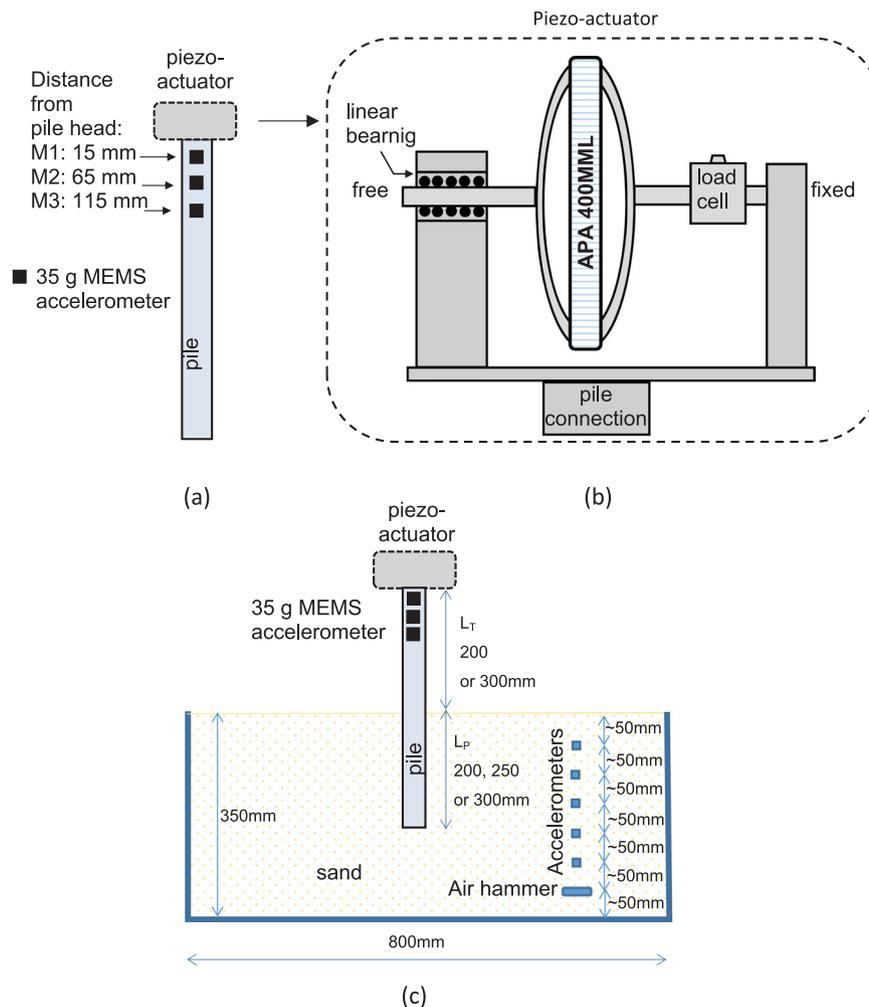 Piezo-actuator
piezo-
actuator
Distance
from
pile head:
M1: 15 mm
M2: 65 mm
M3: 115 mm
35 g MEMS
accelerometer
pile
linear
bearnig
free
APA 400MML
load
cell
fixed
pile
connection
(a)
(b)
piezo-
actuator
35 g MEMS
accelerometer
LT
200
or 300mm
LP
200, 250
or 300mm
pile
350mm
sand
Accelerometers
Air hammer
~50mm
~50mm
~50mm
~50mm
~50mm
~50mm
~50mm
800mm
(c)